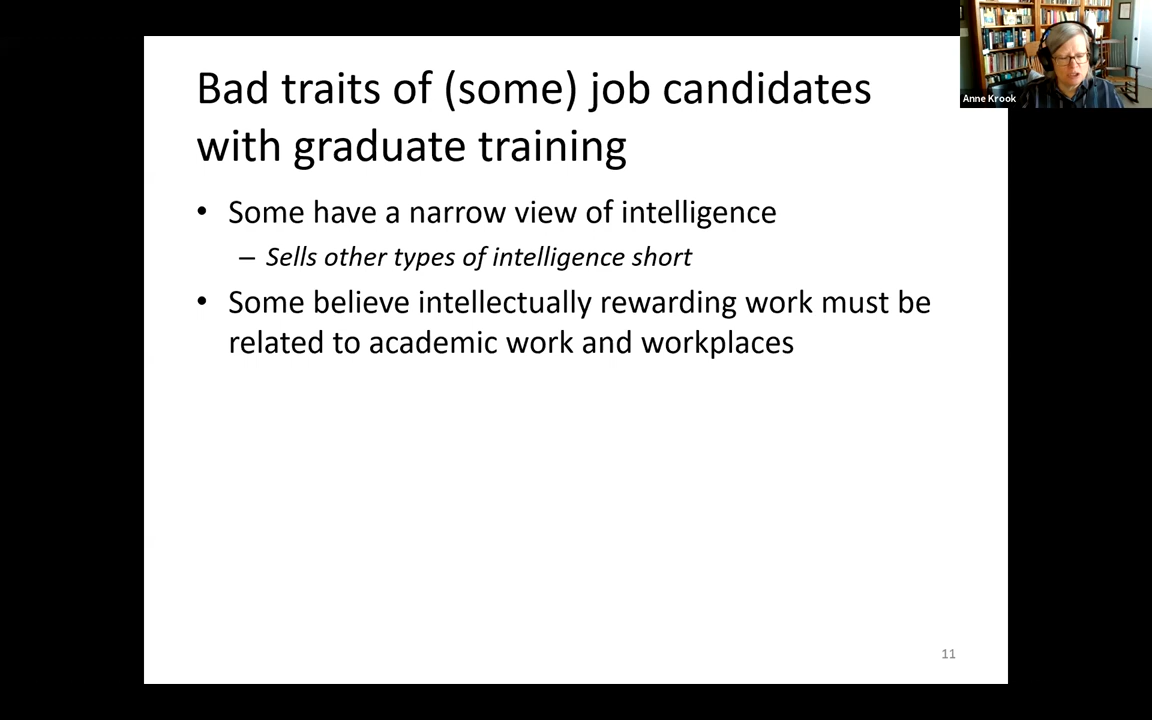 Bad traits of (some) job candidates
with graduate training
• Some have a narrow view of intelligence
– Sells other types of intelligence short
• Some believe intellectually rewarding work must be
related to academic work and workplaces
11
Anne Krook